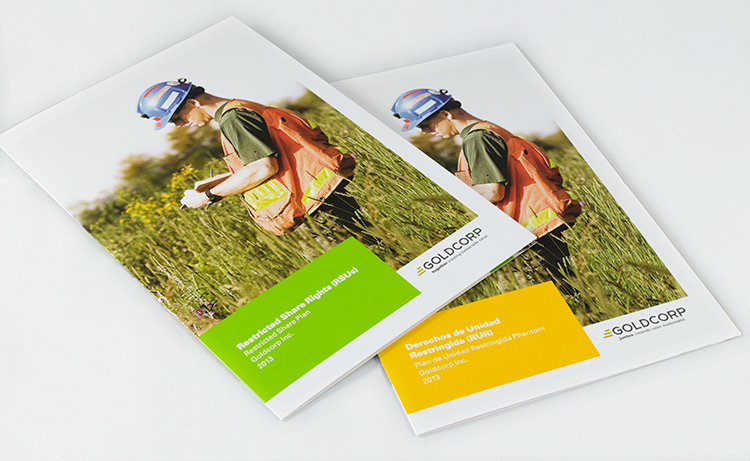 GOLDCORP
together creating sustainable value
Restricted Share Rights (RSUs)
Restricted Share Plan
Goldcorp Inc.
2013
GOLDCORP
juntos creando valor sustentable
Derechos de Unidad
Restringida (RUR)
Plan de Unidad Restringida Phantom
Goldcorp Inc.
2013